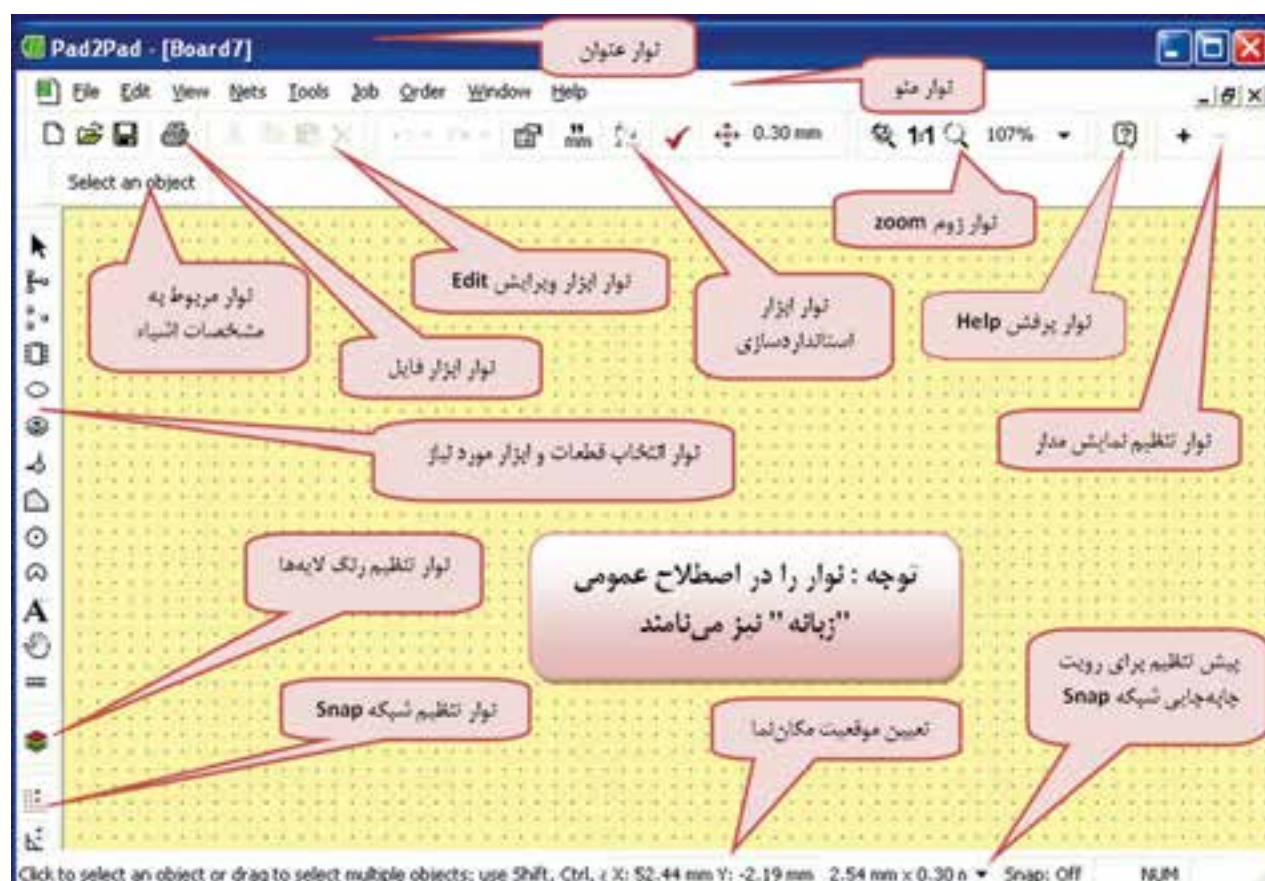 Pad2Pad - [Board7]
نوار عنوان
File Edit View Nets Tools Job Order Window Help
نوار منو
mm
0.30 mm
1:1
107%
Select an object
نوار زوم zoom
نوار ابزار ویرایش Edit
نوار مربوط به
مشخصات اشیاء
نوار ابزار
استانداردسازی
نوار پرفش Help
نوار ابزار فایل
نوار تنظیم نمایش مدار
نوار انتخاب قطعات و ابزار مورد نیاز
نوار تنظیم رنگ لایه‌ها
توجه : نوار را در اصطلاح عمومی
"زبانه" نیز می‌نامند
A
پیش تنظیم برای رویت
جابه‌جایی شبکه Snap
نوار تنظیم شبکه Snap
تعیین موقعیت مکان‌نما
Click to select an object or drag to select multiple objects; use Shift, Ctrl, X: 52.44 mm Y: -2.19 mm 2.54 mm x 0.30 n Snap: Off NUM